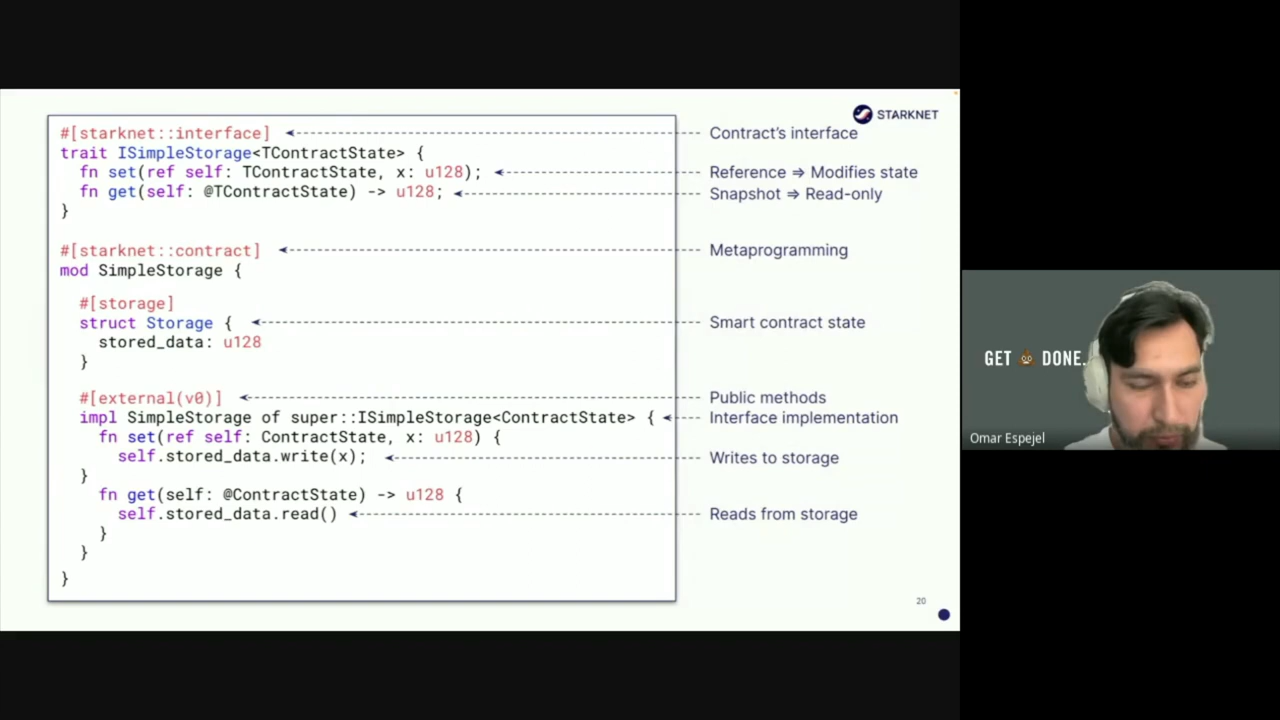 STARKNET
#[starknet::interface]
Contract's interface
trait ISimpleStorage<TContractState> {
fn set(ref self: TContractState, x: u128);
Reference ⇒ Modifies state
fn get(self: @TContractState) -> u128;
Snapshot ⇒ Read-only
}
#[starknet::contract]
Metaprogramming
mod SimpleStorage {
#[storage]
struct Storage {
Smart contract state
stored_data: u128
}
#[external(v0)]
Public methods
impl SimpleStorage of super::ISimpleStorage<ContractState> {
Interface implementation
fn set(ref self: ContractState, x: u128) {
self.stored_data.write(x);
Writes to storage
}
fn get(self: @ContractState) -> u128 {
self.stored_data.read()
Reads from storage
}
}
}
20
GET 💩 DONE.
Omar Espejel